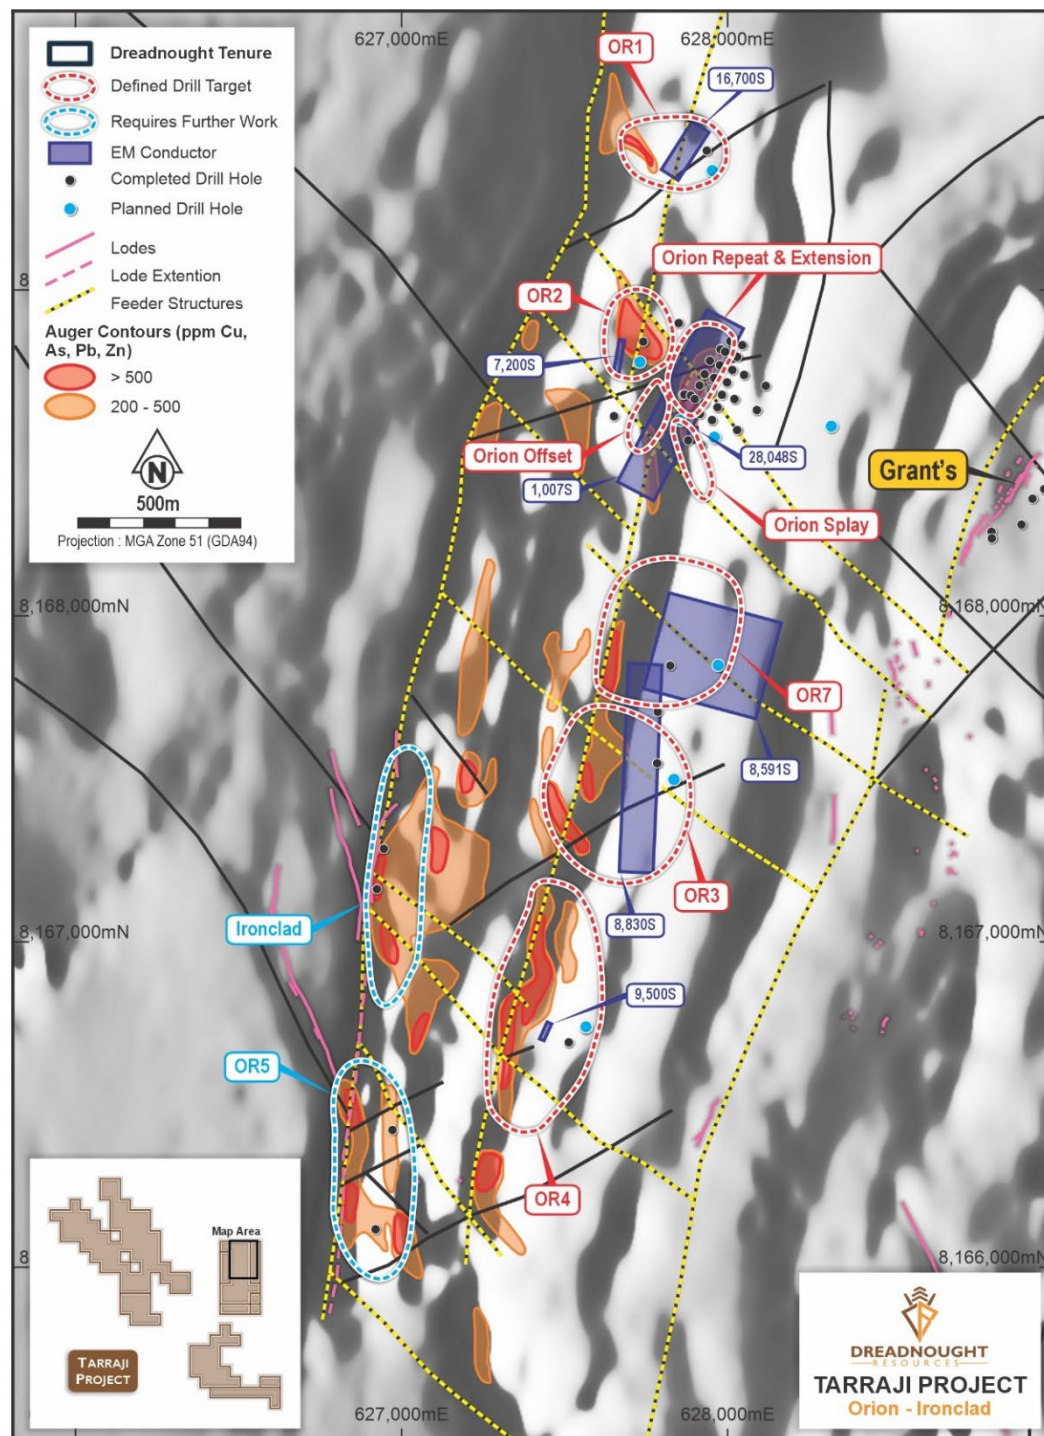 627,000mE
628,000mE
Dreadnought Tenure
Defined Drill Target
Requires Further Work
EM Conductor
Completed Drill Hole
Planned Drill Hole
Lodes
Lode Extention
Feeder Structures
Auger Contours (ppm Cu,
As, Pb, Zn)
> 500
200 - 500
N
500m
Projection : MGA Zone 51 (GDA94)
OR1
16,700S
8
Orion Repeat & Extension
OR2
7,200S
Orion Offset
1,007S
28,048S
Grant's
Orion Splay
8,168,000mN
8,168,000mN
OR7
8,591S
OR3
8,830S
Ironclad
8,167,000mN
8,167,000mN
9,500S
OR5
OR4
Map Area
TARRAJI
PROJECT
8
8,166,000mN
DREADNOUGHT
RESOURCES
TARRAJI PROJECT
Orion - Ironclad
627,000mE
628,000mE